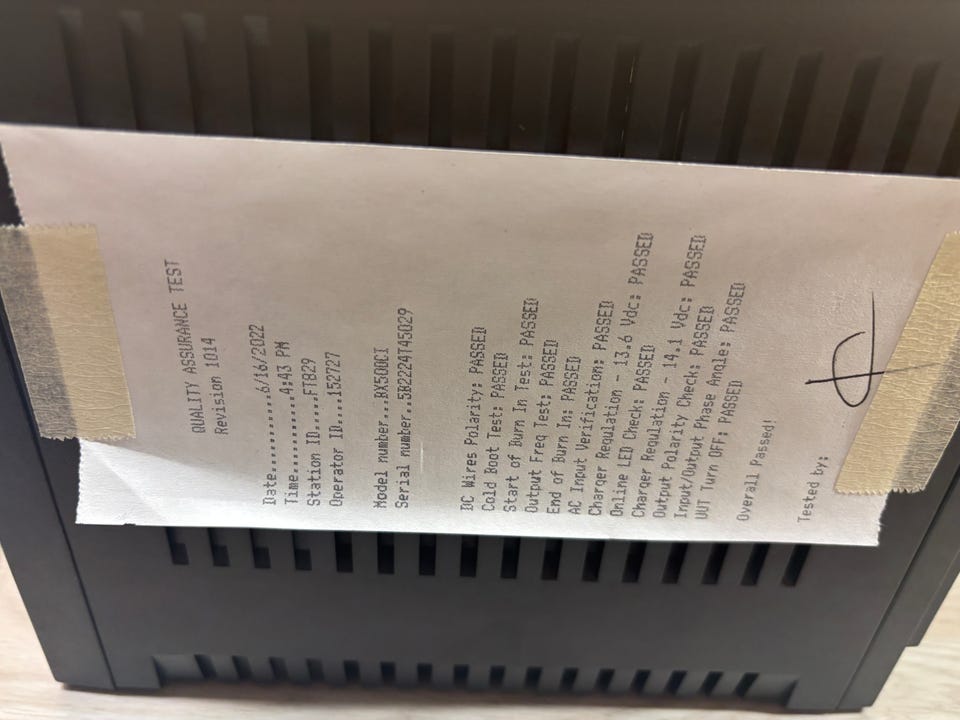 QUALITY ASSURANCE TEST
Revision 1014
Date............6/16/2022
Time............4:43 PM
Station ID......FT829
Operator ID.....152727
Model number...BX500CI
Serial number..5B2224T45029
DC Wires Polarity: PASSED
Cold Boot Test: PASSED
Start of Burn In Test: PASSED
Output Freq Test: PASSED
End of Burn In: PASSED
AC Input Verification: PASSED
Charger Regulation - 13.6 Vdc: PASSED
Online LED Check: PASSED
Charger Regulation - 14.1 Vdc: PASSED
Output Polarity Check: PASSED
Input/Output Phase Angle: PASSED
UUT Turn OFF: PASSED
Overall Passed!
Tested by: